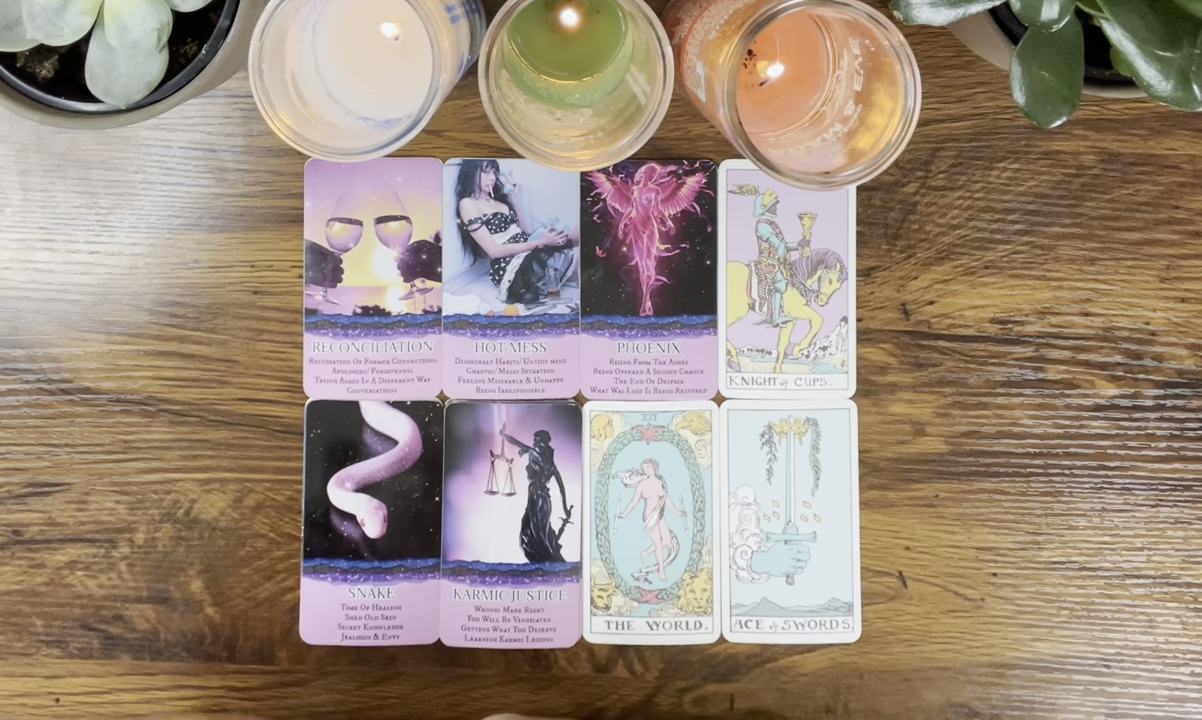 RECONCILIATION
RESTORATION OF FORMER CONNECTIONS
APOLOGIES/FORGIVENESS
TRYING AGAIN IN A DIFFERENT WAY
CONVERSATIONS
HOT MESS
DISORDERLY HABITS/UNTIDY MIND
CHAOTIC/MESSY SITUATION
FEELING MISERABLE & UNHAPPY
BEING IRRESPONSIBLE
PHOENIX
RISING FROM THE ASHES
BEING OFFERED A SECOND CHANCE
THE END OF DESPAIR
WHAT WAS LOST IS BEING RESTORED
KNIGHT of CUPS.
SNAKE
TIME OF HEALING
SHED OLD SKIN
SECRET KNOWLEDGE
JEALOUSY & ENVY
KARMIC JUSTICE
WRONGS MADE RIGHT
YOU WILL BE VINDICATED
GETTING WHAT YOU DESERVE
LEARNING KARMIC LESSONS
XXI
THE WORLD.
ACE of SWORDS.